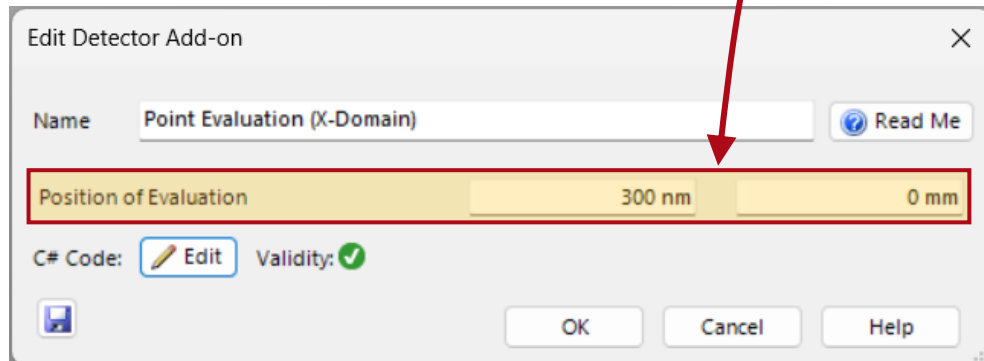 Edit Detector Add-on
Name Point Evaluation (X-Domain) Read Me
Position of Evaluation 300 nm 0 mm
C# Code: Edit Validity:
OK Cancel Help